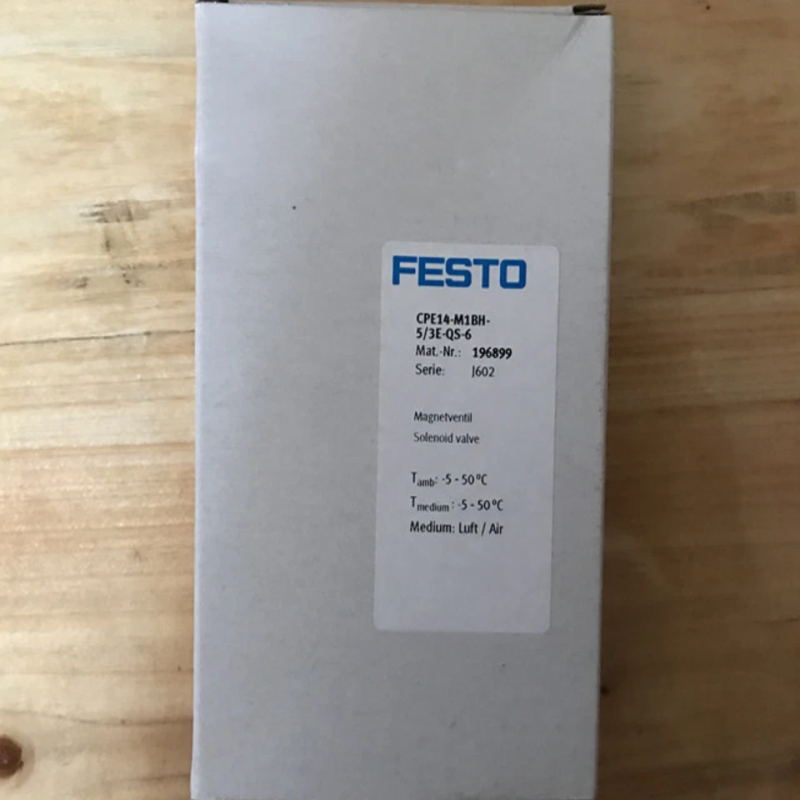 FESTO
CPE14-M1BH-
5/3E-QS-6
Mat.-Nr.: 196899
Serie: J602
Magnetventil
Solenoid valve
Tamb: -5 - 50 °C
Tmedium : -5 - 50 °C
Medium: Luft / Air